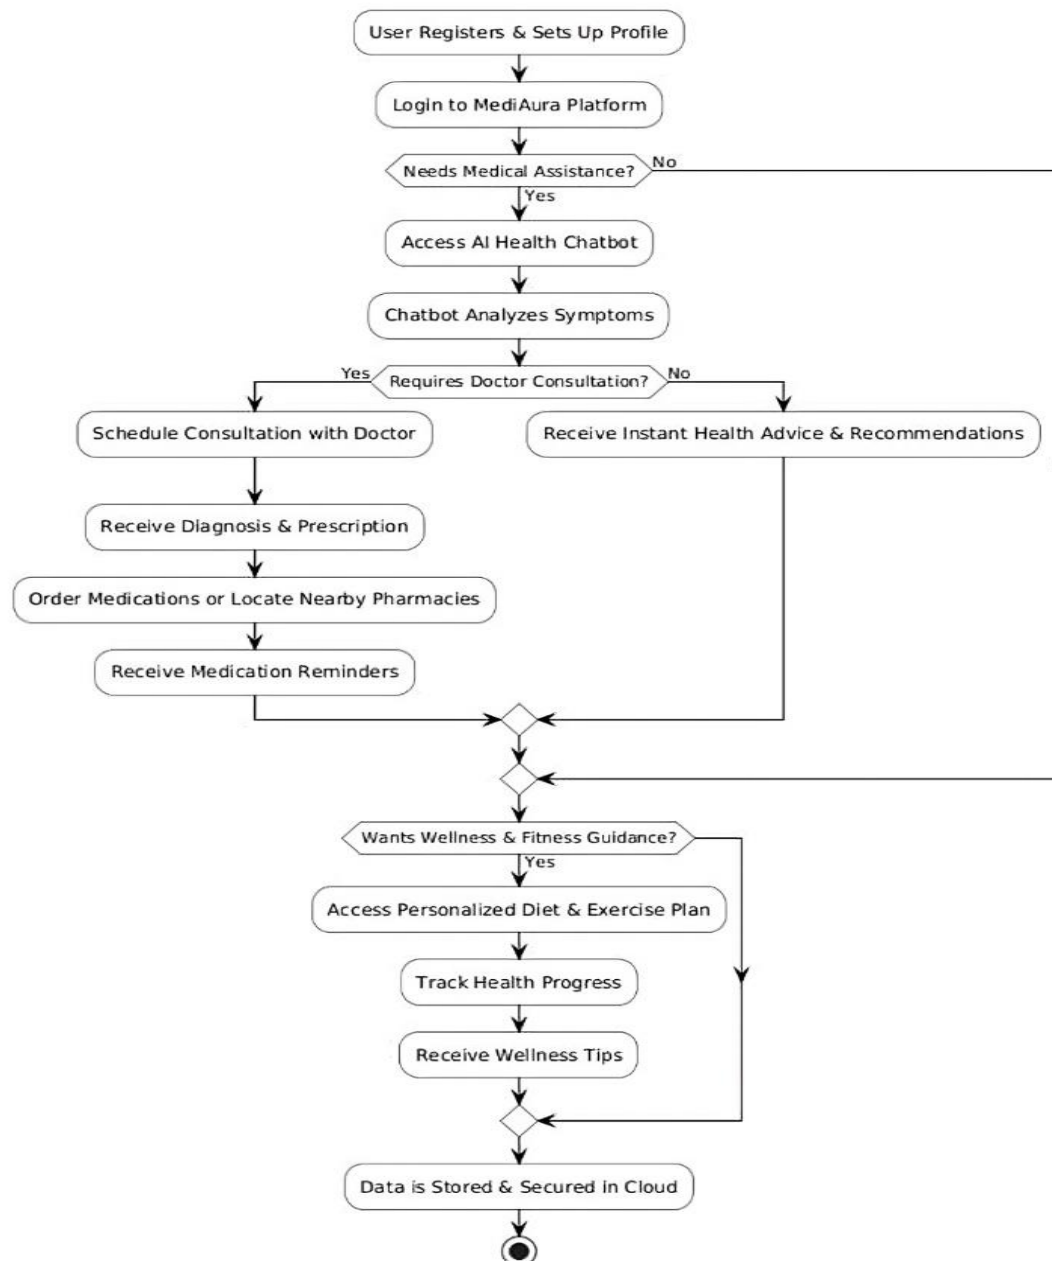 User Registers & Sets Up Profile
Login to MediAura Platform
Needs Medical Assistance?
No
Yes
Access AI Health Chatbot
Chatbot Analyzes Symptoms
Yes
Requires Doctor Consultation?
No
Schedule Consultation with Doctor
Receive Instant Health Advice & Recommendations
Receive Diagnosis & Prescription
Order Medications or Locate Nearby Pharmacies
Receive Medication Reminders
Wants Wellness & Fitness Guidance?
Yes
Access Personalized Diet & Exercise Plan
Track Health Progress
Receive Wellness Tips
Data is Stored & Secured in Cloud